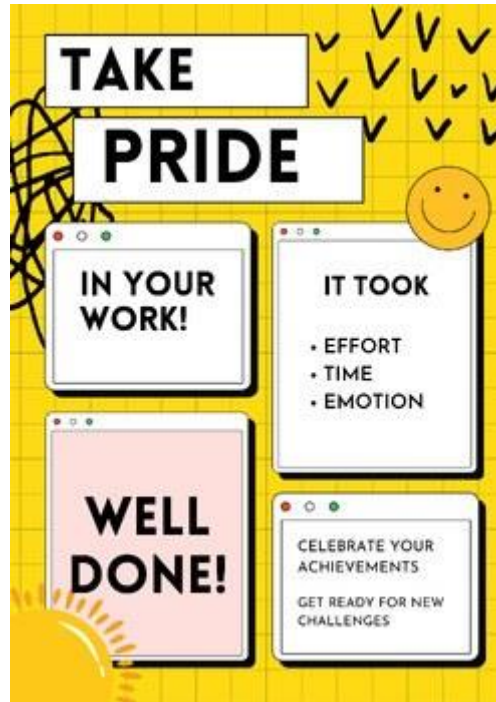 TAKE
PRIDE
IN YOUR
WORK!
IT TOOK
• EFFORT
• TIME
• EMOTION
WELL
DONE!
CELEBRATE YOUR
ACHIEVEMENTS
GET READY FOR NEW
CHALLENGES